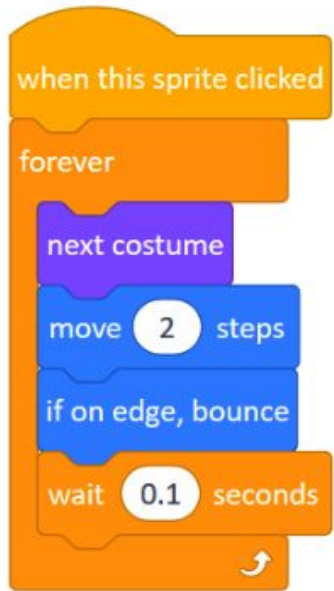 when this sprite clicked
forever
next costume
move 2 steps
if on edge, bounce
wait 0.1 seconds